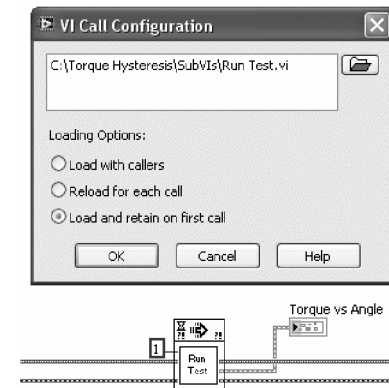 VI Call Configuration
C:\Torque Hysteresis\SubVIs\Run Test.vi
Loading Options:
Load with callers
Reload for each call
Load and retain on first call
OK
Cancel
Help
Torque vs Angle
?!
?!
1
Run
Test